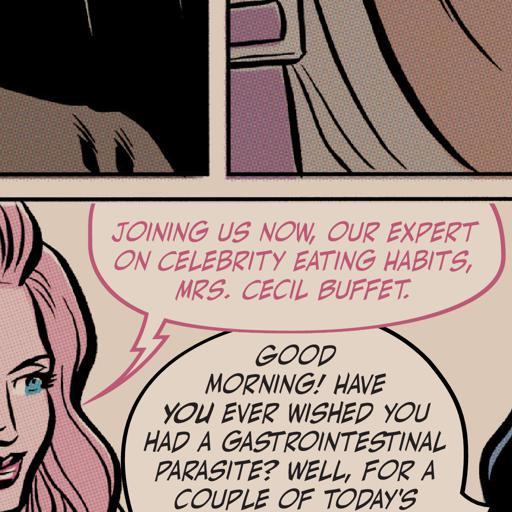 JOINING US NOW, OUR EXPERT
ON CELEBRITY EATING HABITS,
MRS. CECIL BUFFET.
GOOD
MORNING! HAVE
YOU EVER WISHED YOU
HAD A GASTROINTESTINAL
PARASITE? WELL, FOR A
COUPLE OF TODAY'S